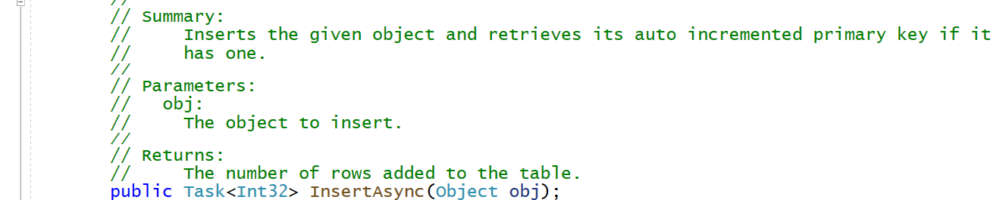 //
// Summary:
//     Inserts the given object and retrieves its auto incremented primary key if it
//     has one.
//
// Parameters:
//   obj:
//     The object to insert.
//
// Returns:
//     The number of rows added to the table.
public Task<Int32> InsertAsync(Object obj);